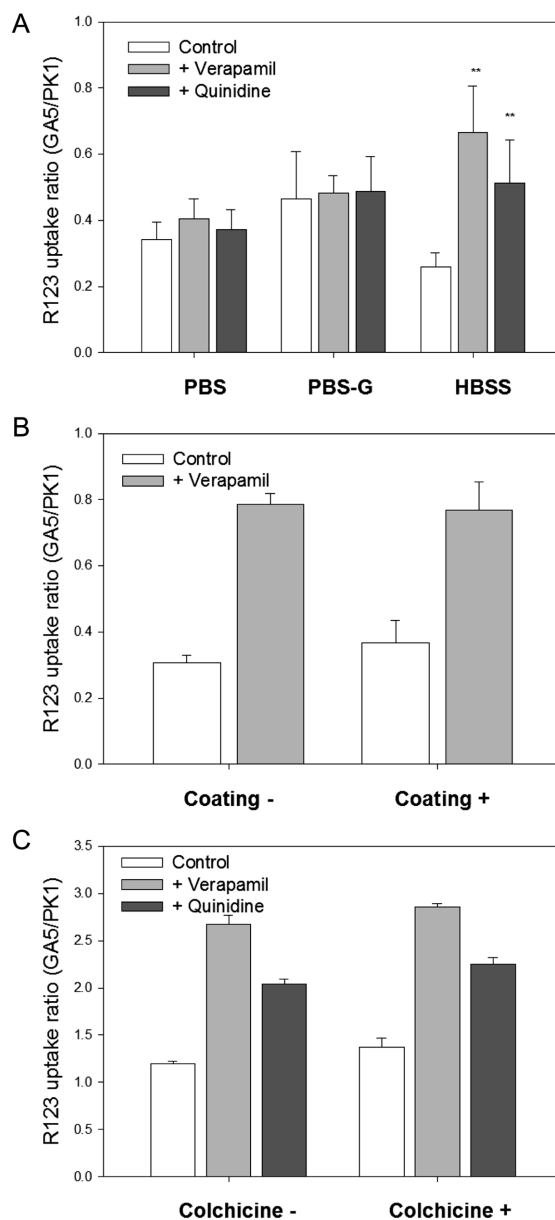 A
Control
+ Verapamil
+ Quinidine
**
**
R123 uptake ratio (GA5/PK1)
1.0
0.8
0.6
0.4
0.2
0.0
PBS
PBS-G
HBSS
B
Control
+ Verapamil
R123 uptake ratio (GA5/PK1)
1.0
0.8
0.6
0.4
0.2
0.0
Coating -
Coating +
C
Control
+ Verapamil
+ Quinidine
R123 uptake ratio (GA5/PK1)
3.5
3.0
2.5
2.0
1.5
1.0
0.5
0.0
Colchicine -
Colchicine +